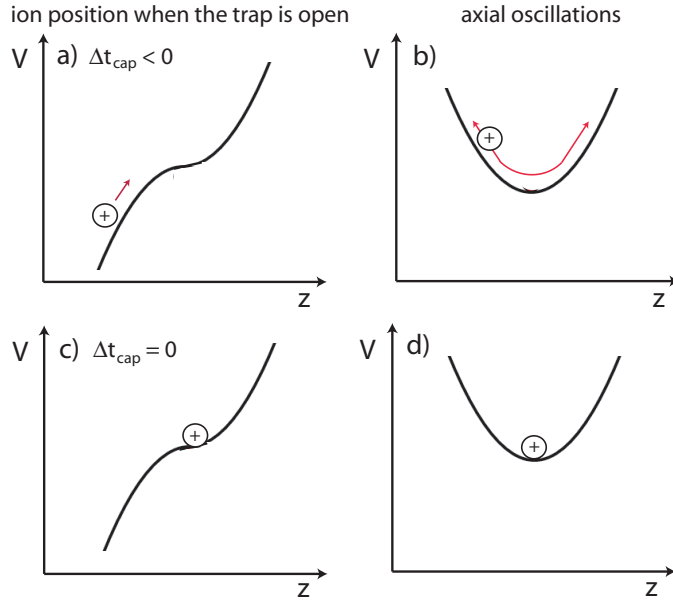 ion position when the trap is open
axial oscillations
V
a) Δt_cap < 0
+
z
V
b)
+
z
V
c) Δt_cap = 0
+
z
V
d)
+
z